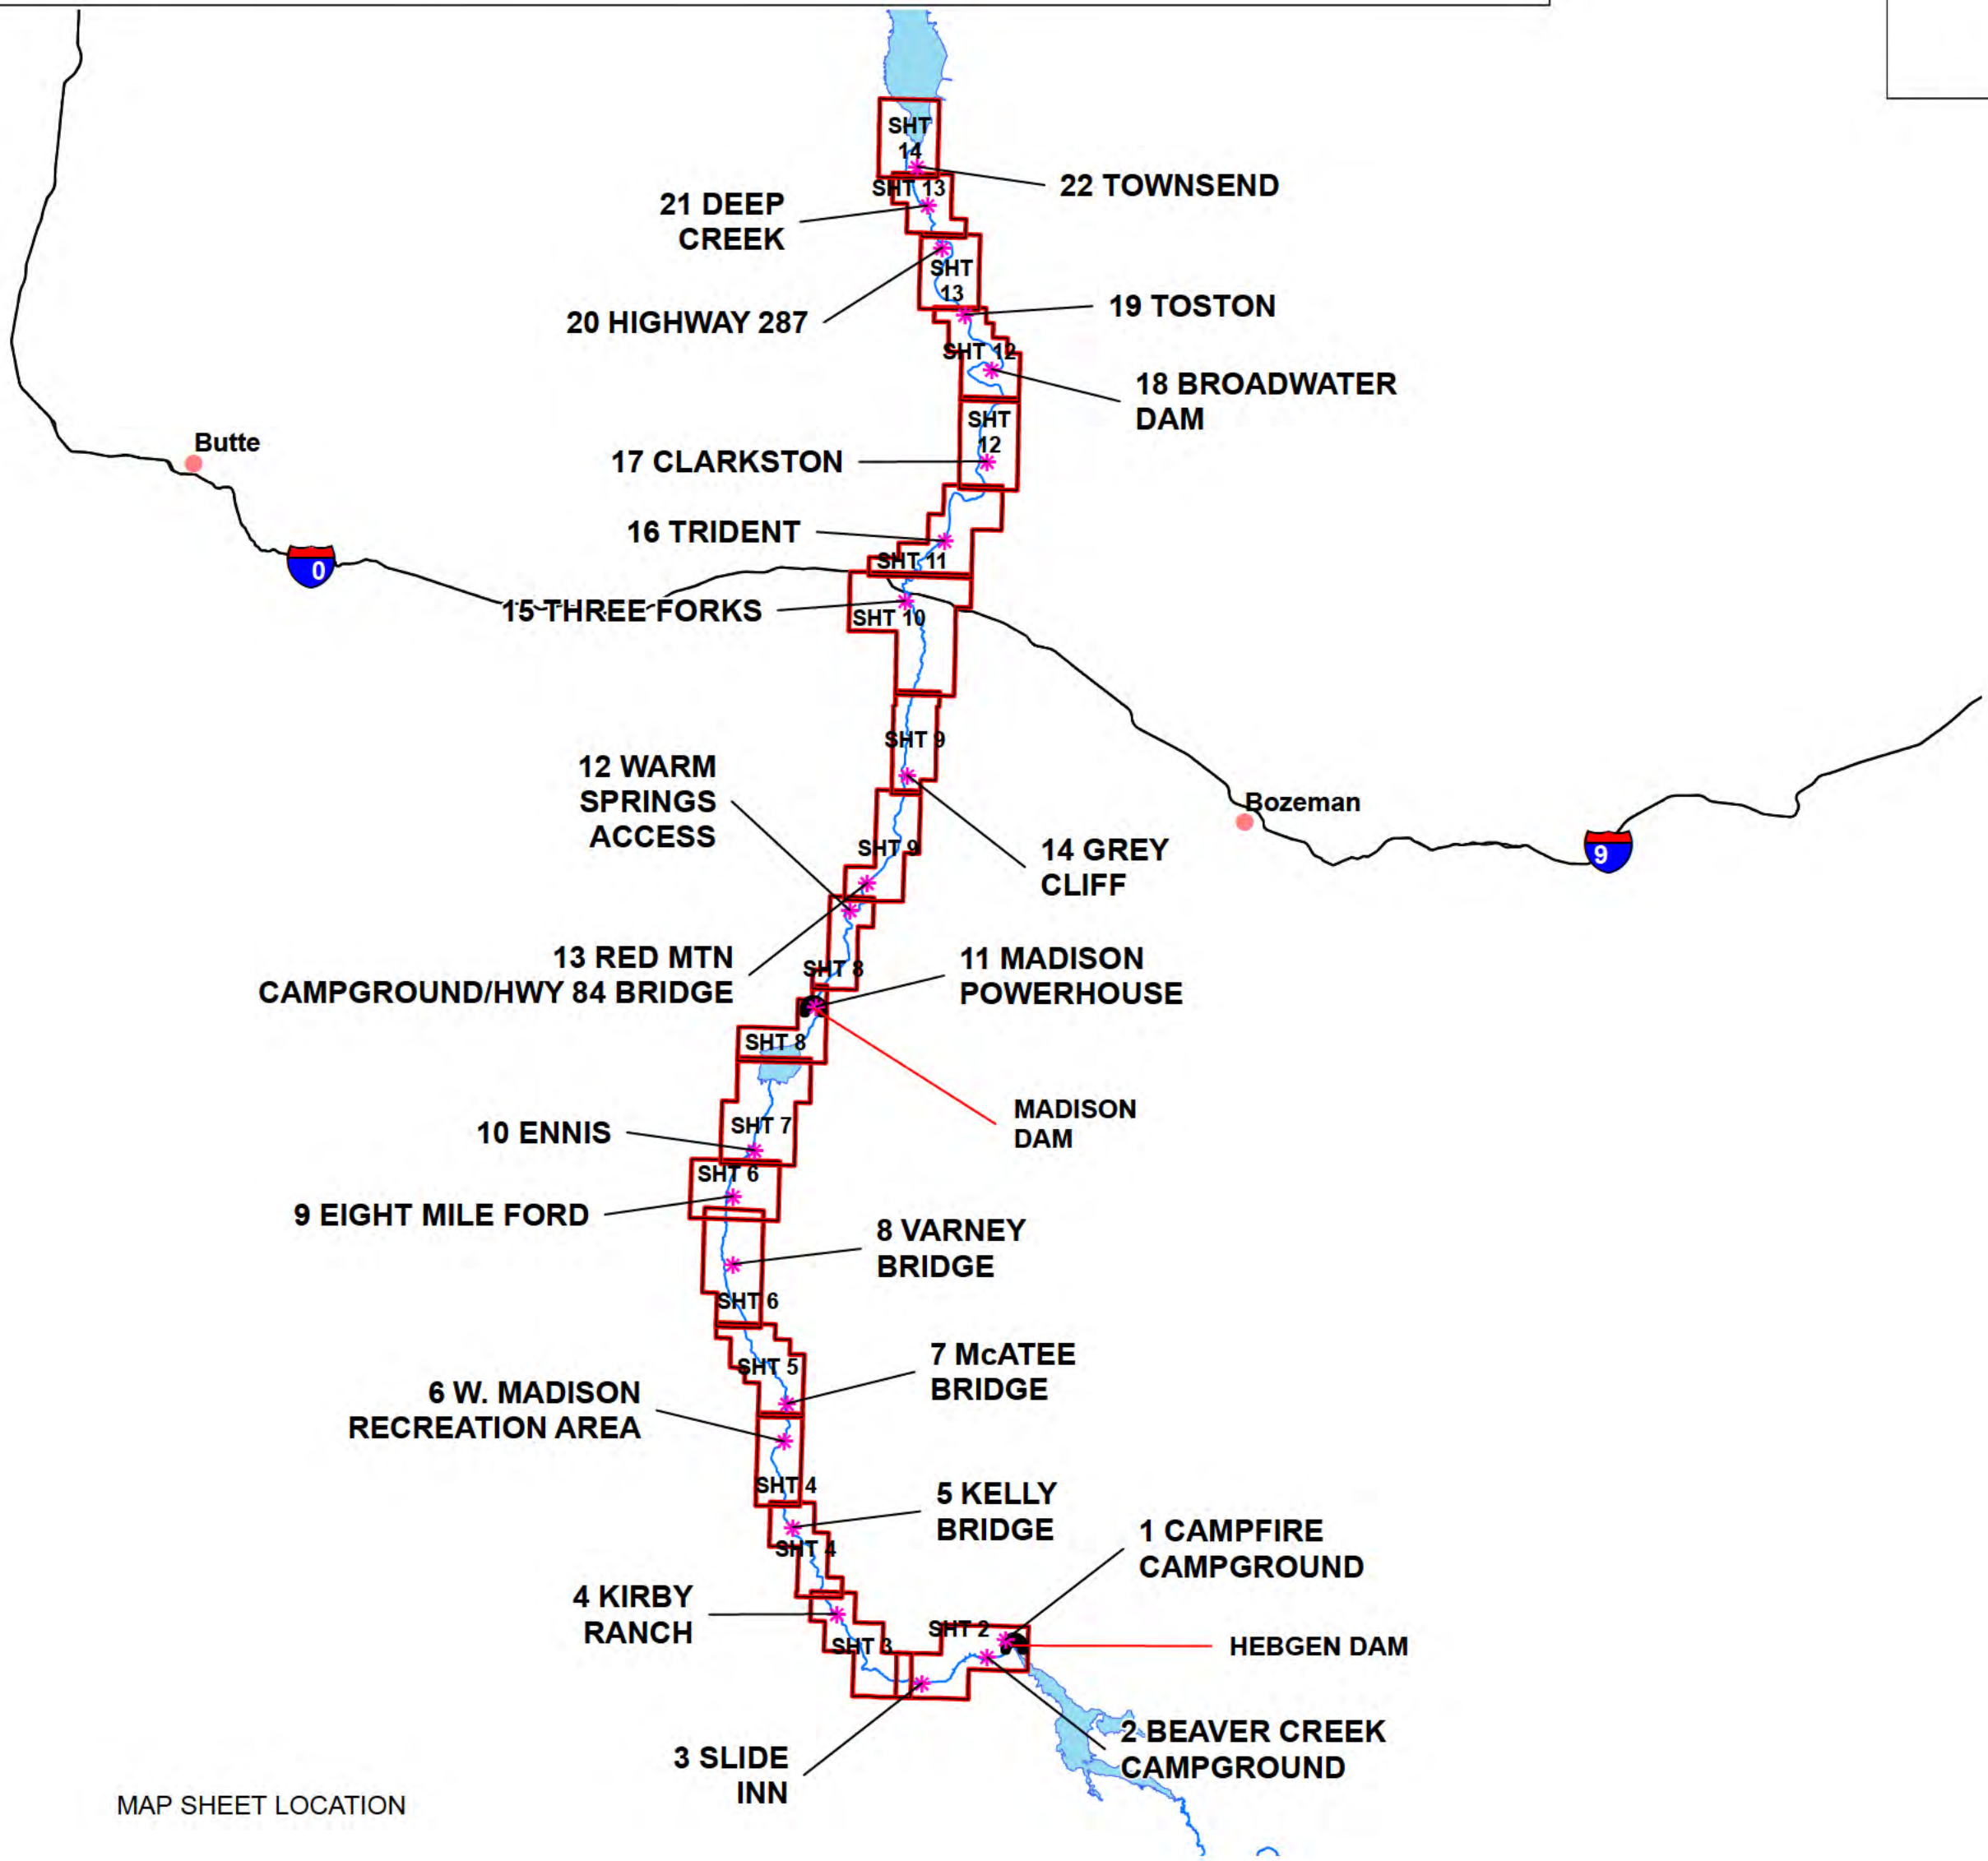 SHT
14
22 TOWNSEND
SHT 13
21 DEEP
CREEK
SHT
13
20 HIGHWAY 287
19 TOSTON
SHT 12
18 BROADWATER
DAM
SHT
12
Butte
17 CLARKSTON
16 TRIDENT
SHT 11
0
15 THREE FORKS
SHT 10
SHT 9
12 WARM
SPRINGS
ACCESS
Bozeman
SHT 9
14 GREY
CLIFF
9
13 RED MTN
CAMPGROUND/HWY 84 BRIDGE
SHT 8
11 MADISON
POWERHOUSE
SHT 8
MADISON
DAM
SHT 7
10 ENNIS
SHT 6
9 EIGHT MILE FORD
8 VARNEY
BRIDGE
SHT 6
7 McATEE
BRIDGE
SHT 5
6 W. MADISON
RECREATION AREA
SHT 4
5 KELLY
BRIDGE
SHT 4
1 CAMPFIRE
CAMPGROUND
4 KIRBY
RANCH
SHT 2
SHT 3
HEBGEN DAM
2 BEAVER CREEK
CAMPGROUND
3 SLIDE
INN
MAP SHEET LOCATION